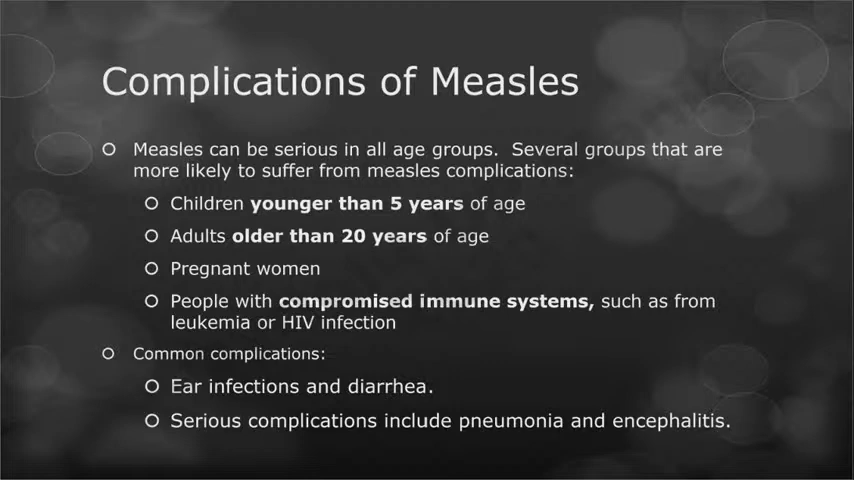 Complications of Measles
Measles can be serious in all age groups.  Several groups that are
more likely to suffer from measles complications:
Children younger than 5 years of age
Adults older than 20 years of age
Pregnant women
People with compromised immune systems, such as from
leukemia or HIV infection
Common complications:
Ear infections and diarrhea.
Serious complications include pneumonia and encephalitis.